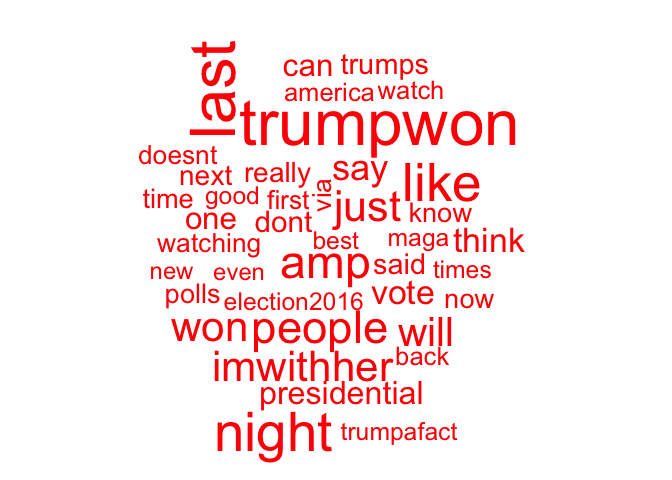 last
can trumps
america watch
trumpwon
doesnt
next really say like
time good first via just know
one dont
watching best maga think
amp said times
new even
polls election2016 vote now
won people will
imwithher back
presidential
night trumpafact